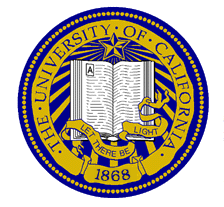 · THE · UNIVERSITY · OF · CALIFORNIA ·
A
LET THERE BE
LIGHT
1868